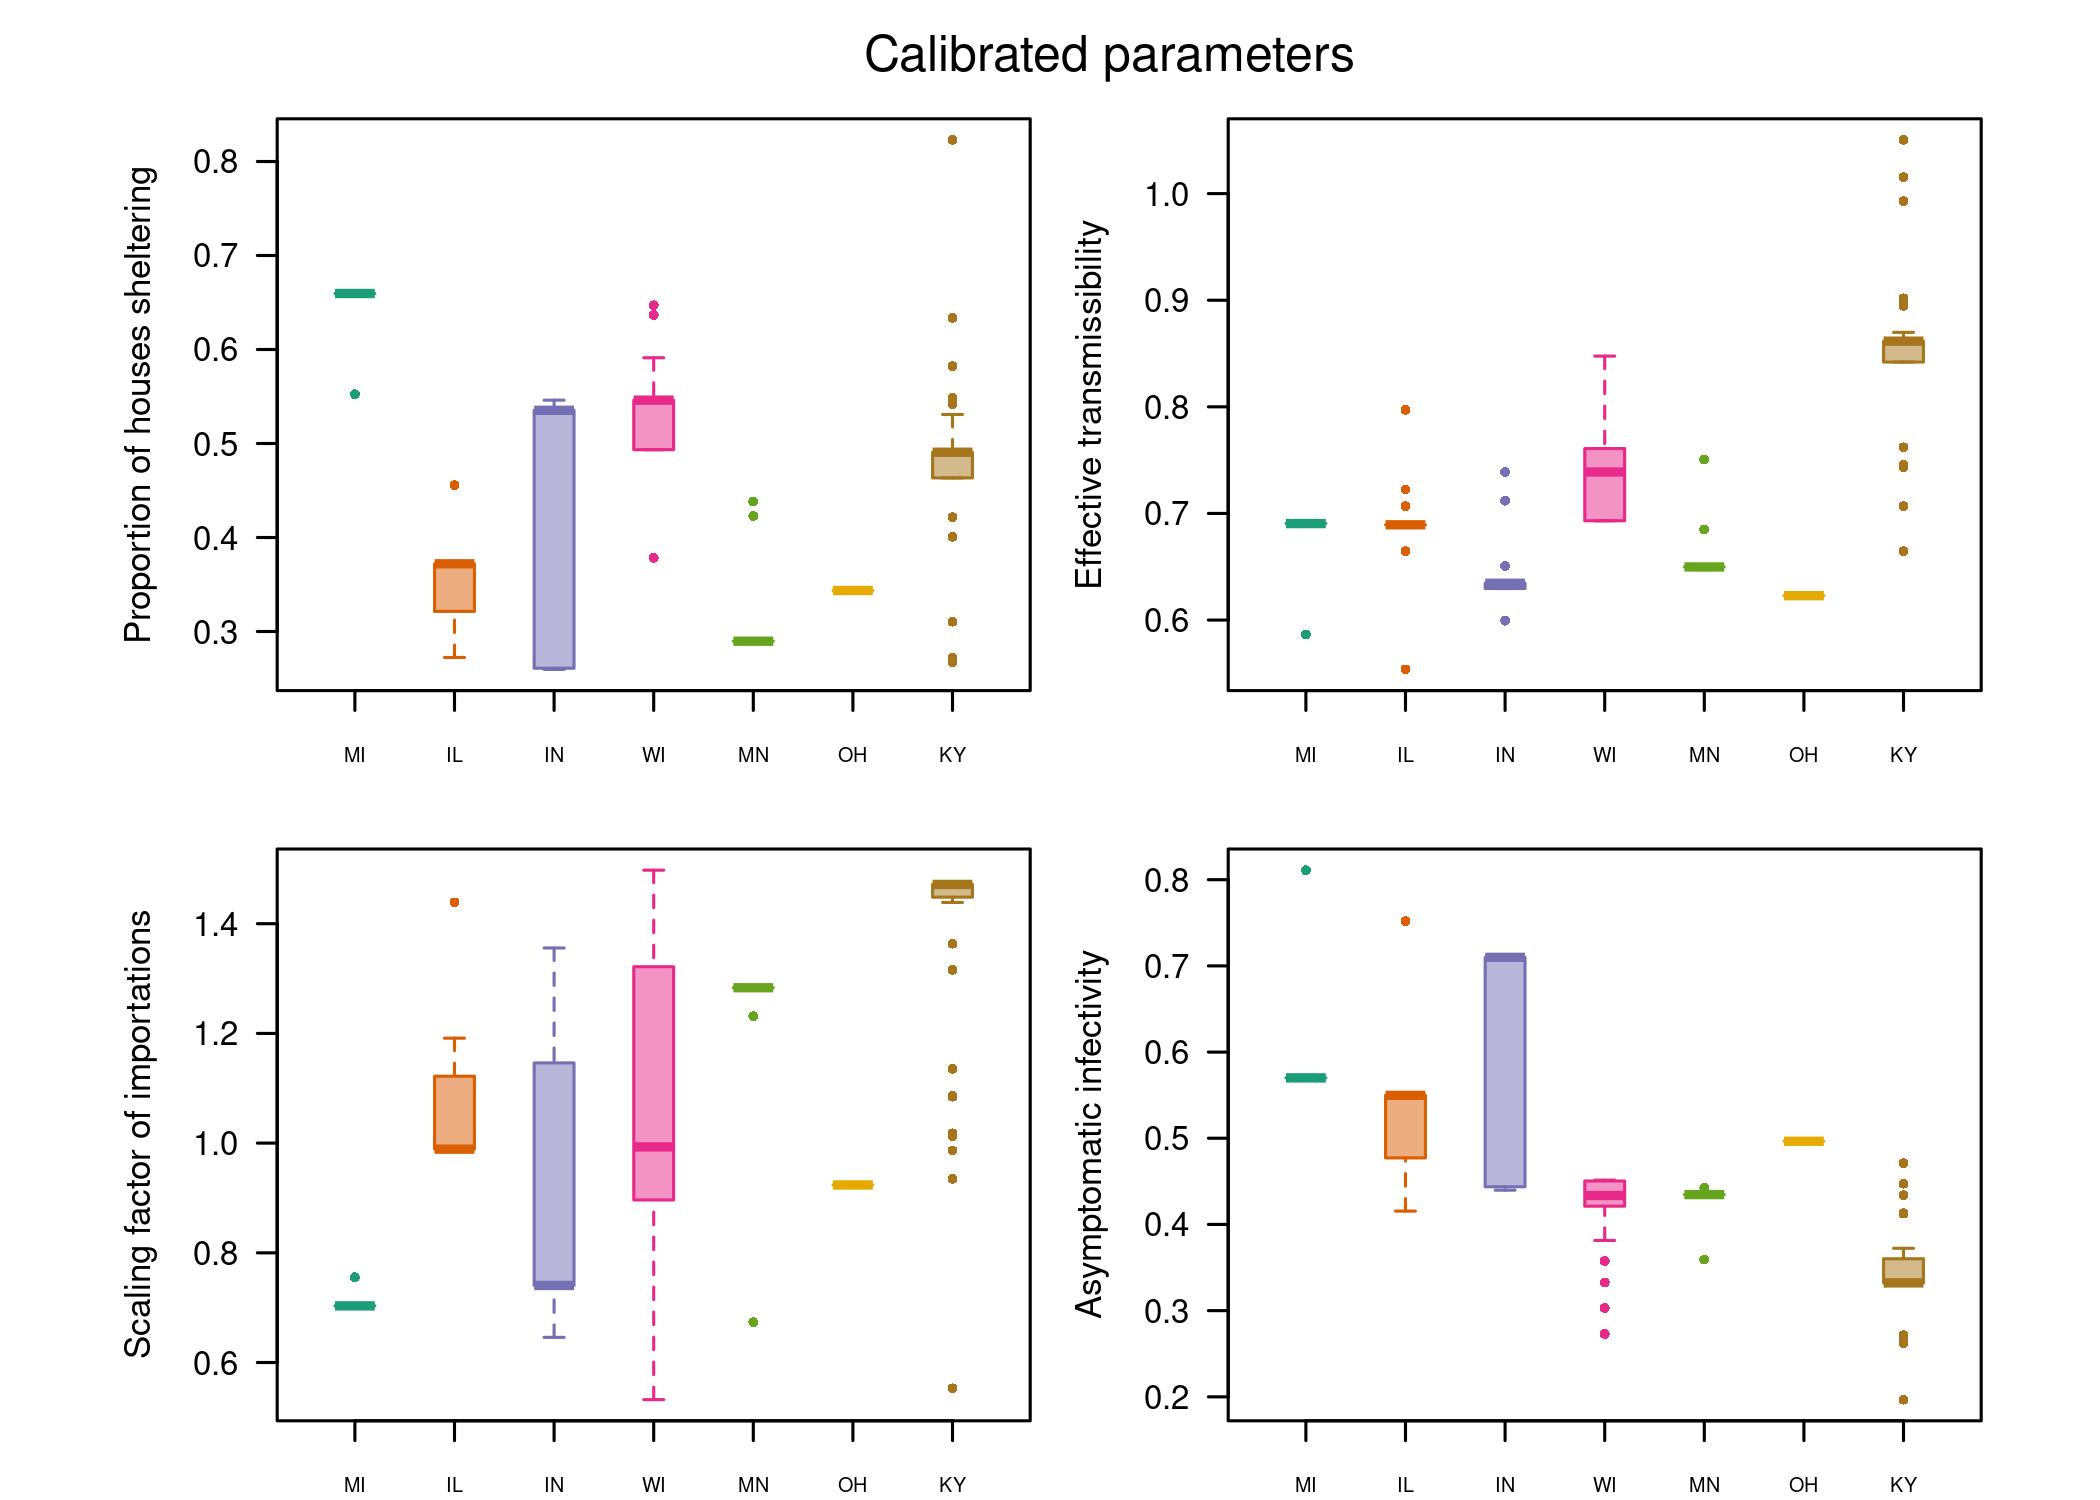 Calibrated parameters
Proportion of houses sheltering
0.8
0.7
0.6
0.5
0.4
0.3
MI IL IN WI MN OH KY
Effective transmissibility
1.0
0.9
0.8
0.7
0.6
MI IL IN WI MN OH KY
Scaling factor of importations
1.4
1.2
1.0
0.8
0.6
MI IL IN WI MN OH KY
Asymptomatic infectivity
0.8
0.7
0.6
0.5
0.4
0.3
0.2
MI IL IN WI MN OH KY